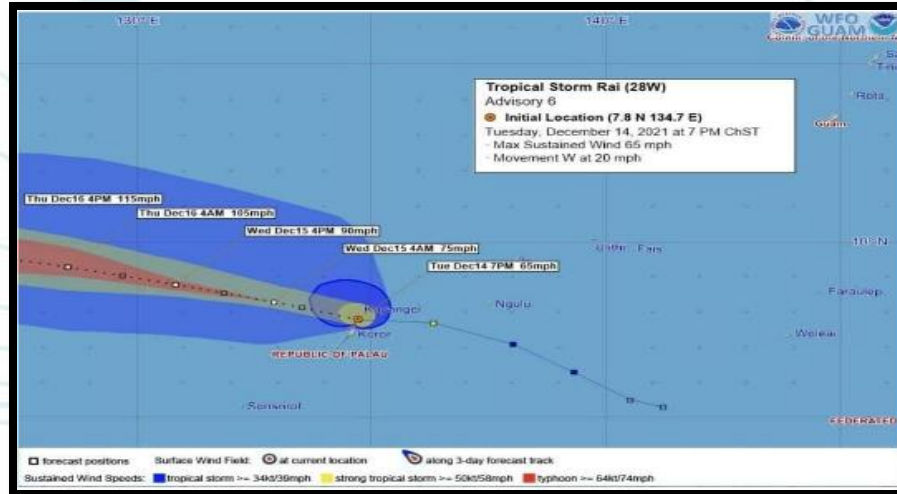 130°E
140°E
WFO
GUAM
Rota,
Guam
Tropical Storm Rai (28W)
Advisory 6
Initial Location (7.8 N 134.7 E)
Tuesday, December 14, 2021 at 7 PM ChST
- Max Sustained Wind 65 mph
- Movement W at 20 mph
Thu Dec16 4PM 115mph
Thu Dec16 4AM 105mph
Wed Dec15 4PM 90mph
Wed Dec15 4AM 75mph
Tue Dec14 7PM 65mph
10°N
Fais
Faraulep
Ngulu
Kayangel
Koror
Woleai
REPUBLIC OF PALAU
Sonsorol
FEDERATED
forecast positions Surface Wind Field: at current location along 3-day forecast track
Sustained Wind Speeds: tropical storm >= 34kt/39mph strong tropical storm >= 50kt/58mph typhoon >= 64kt/74mph